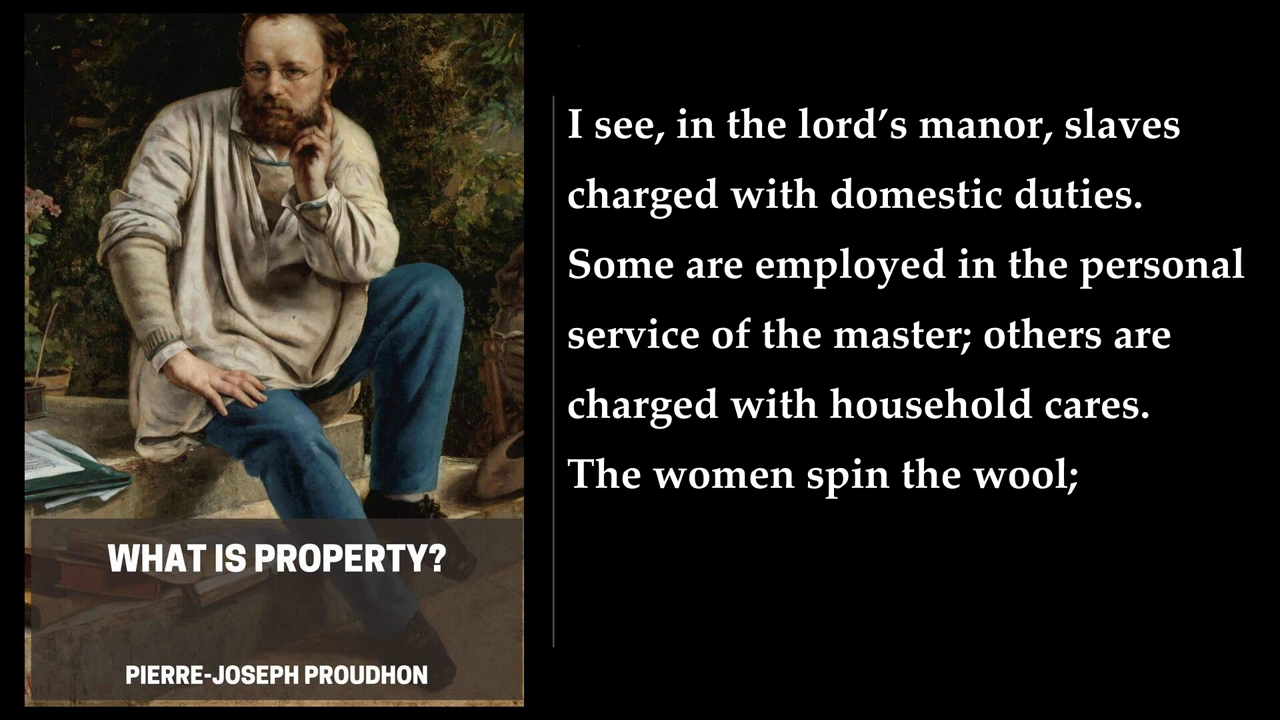 WHAT IS PROPERTY?
PIERRE-JOSEPH PROUDHON
I see, in the lord’s manor, slaves
charged with domestic duties.
Some are employed in the personal
service of the master; others are
charged with household cares.
The women spin the wool;